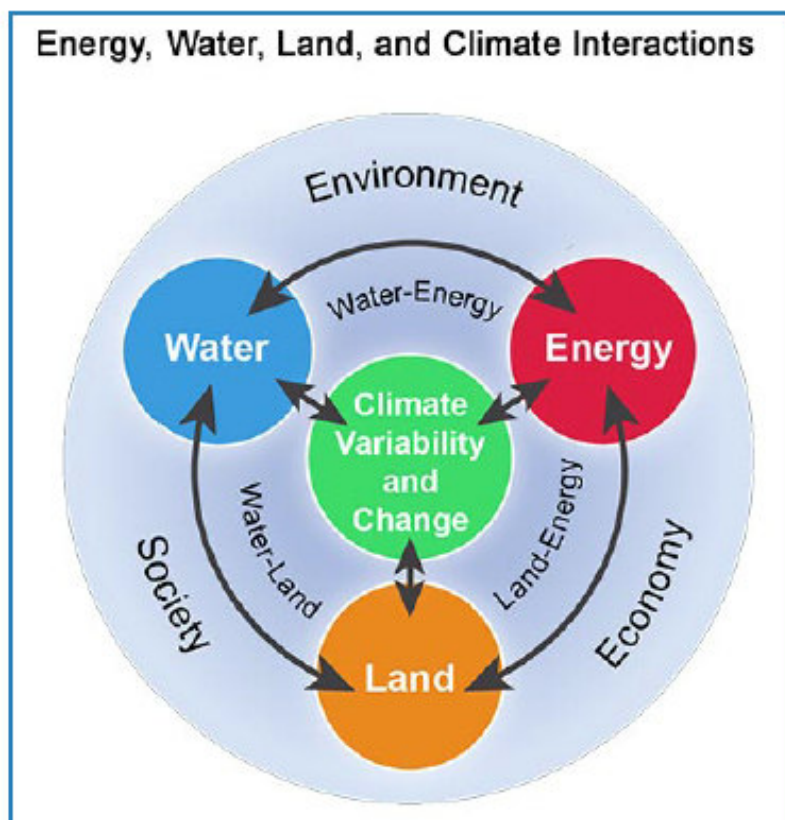 Energy, Water, Land, and Climate Interactions
Environment
Water-Energy
Water
Energy
Climate
Variability
and
Change
Water-Land
Land-Energy
Society
Economy
Land